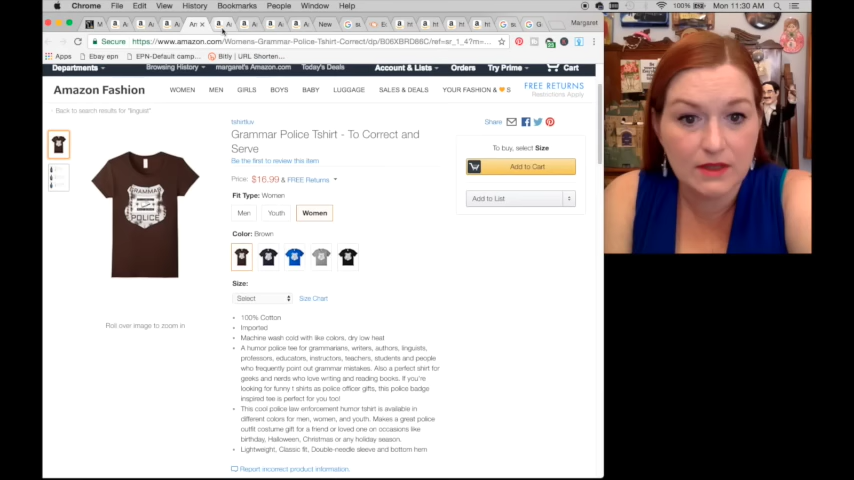 Chrome File Edit View History Bookmarks People Window Help 100% Mon 11:30 AM
New Margaret
Secure https://www.amazon.com/Womens-Grammar-Police-Tshirt-Correct/dp/B06XBRD86C/ref=sr_1_4?m=...
Apps Ebay epn EPN-Default camp... Bitly | URL Shorten...
Departments Browsing History margaret's Amazon.com Today's Deals Account & Lists Orders Try Prime Cart
Amazon Fashion WOMEN MEN GIRLS BOYS BABY LUGGAGE SALES & DEALS YOUR FASHION & S FREE RETURNS
Restrictions Apply
Back to search results for "linguist"
tshirtluv
Share
Grammar Police Tshirt - To Correct and
Serve
Be the first to review this item
To buy, select Size
Add to Cart
Price: $16.99 & FREE Returns
Fit Type: Women
Add to List
Men Youth Women
GRAMMAR
POLICE
Color: Brown
Size:
Select Size Chart
Roll over image to zoom in
• 100% Cotton
• Imported
• Machine wash cold with like colors, dry low heat
• A humor police tee for grammarians, writers, authors, linguists,
professors, educators, instructors, teachers, students and people
who frequently point out grammar mistakes. Also a perfect shirt for
geeks and nerds who love writing and reading books. If you're
looking for funny t shirts as police officer gifts, this police badge
inspired tee is perfect for you too!
• This cool police law enforcement humor tshirt is available in
different colors for men, women, and youth. Makes a great police
outfit costume gift for a friend or loved one on occasions like
birthday, Halloween, Christmas or any holiday season.
• Lightweight, Classic fit, Double-needle sleeve and bottom hem
Report incorrect product information.